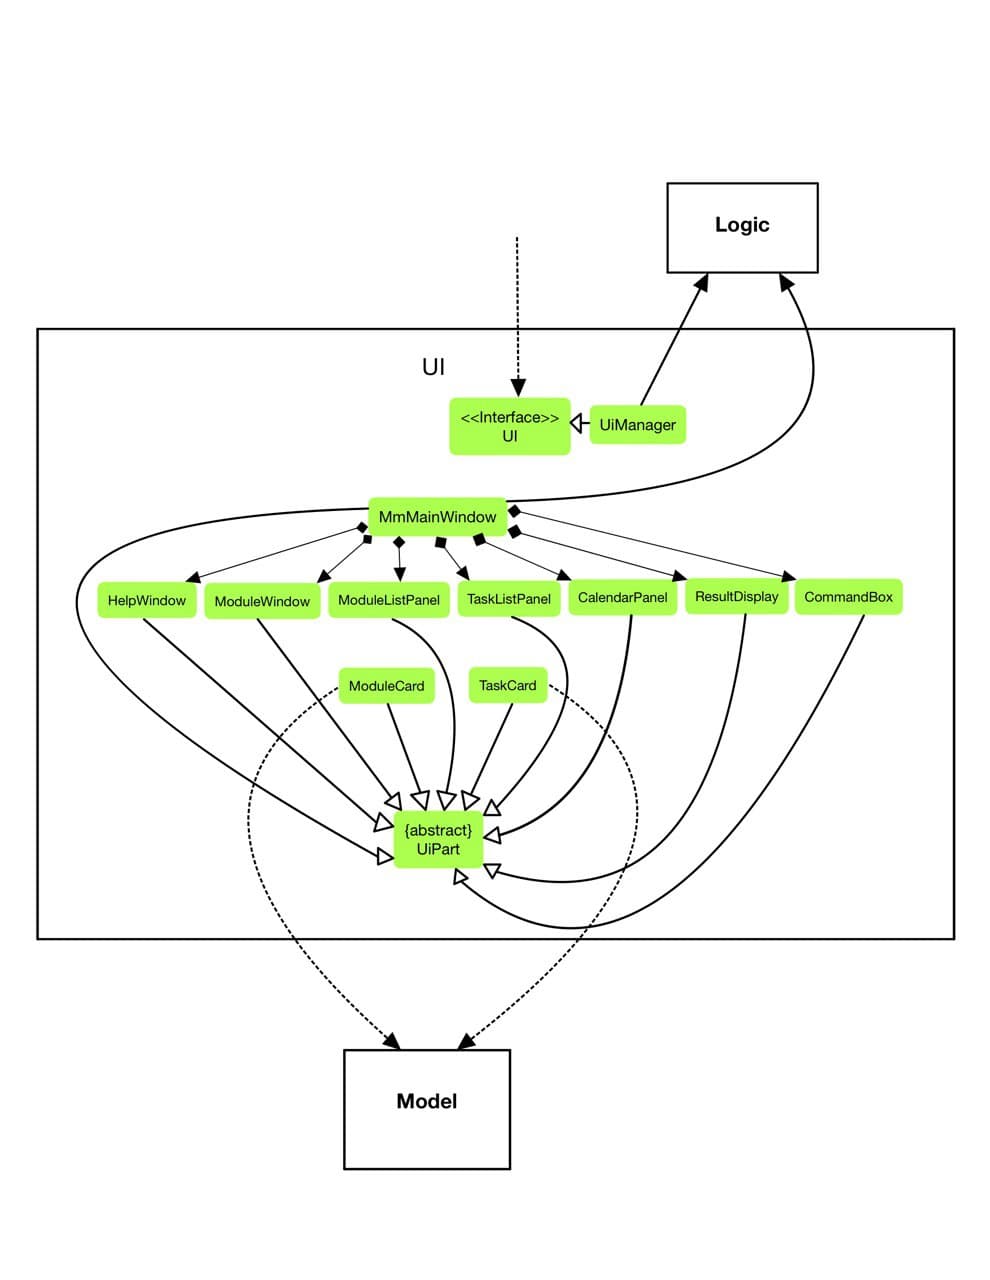 Logic
UI
<<Interface>>
UI
UiManager
MmMainWindow
HelpWindow
ModuleWindow
ModuleListPanel
TaskListPanel
CalendarPanel
ResultDisplay
CommandBox
ModuleCard
TaskCard
{abstract}
UiPart
Model